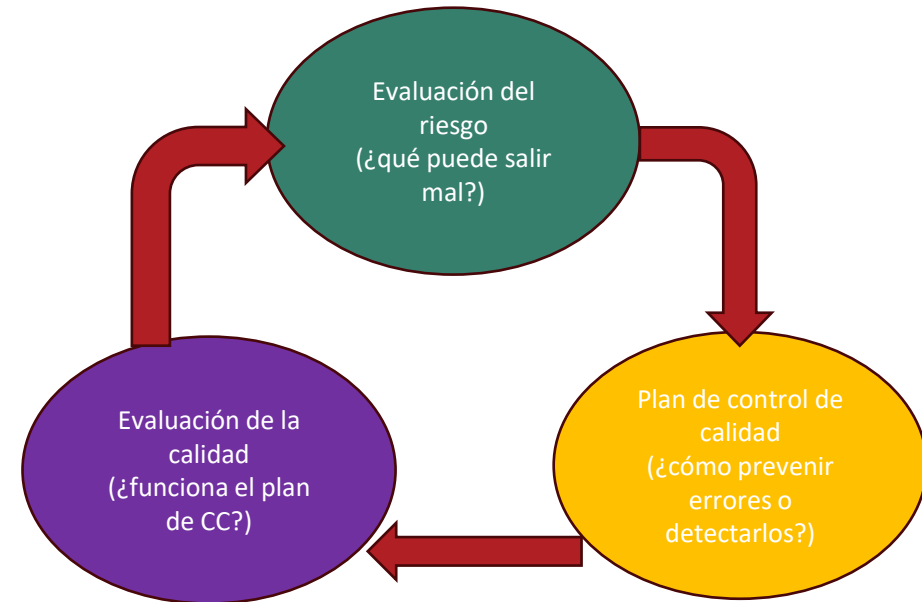 Evaluación del
riesgo
(¿qué puede salir
mal?)
Evaluación de la
calidad
(¿funciona el plan
de CC?)
Plan de control de
calidad
(¿cómo prevenir
errores o
detectarlos?)